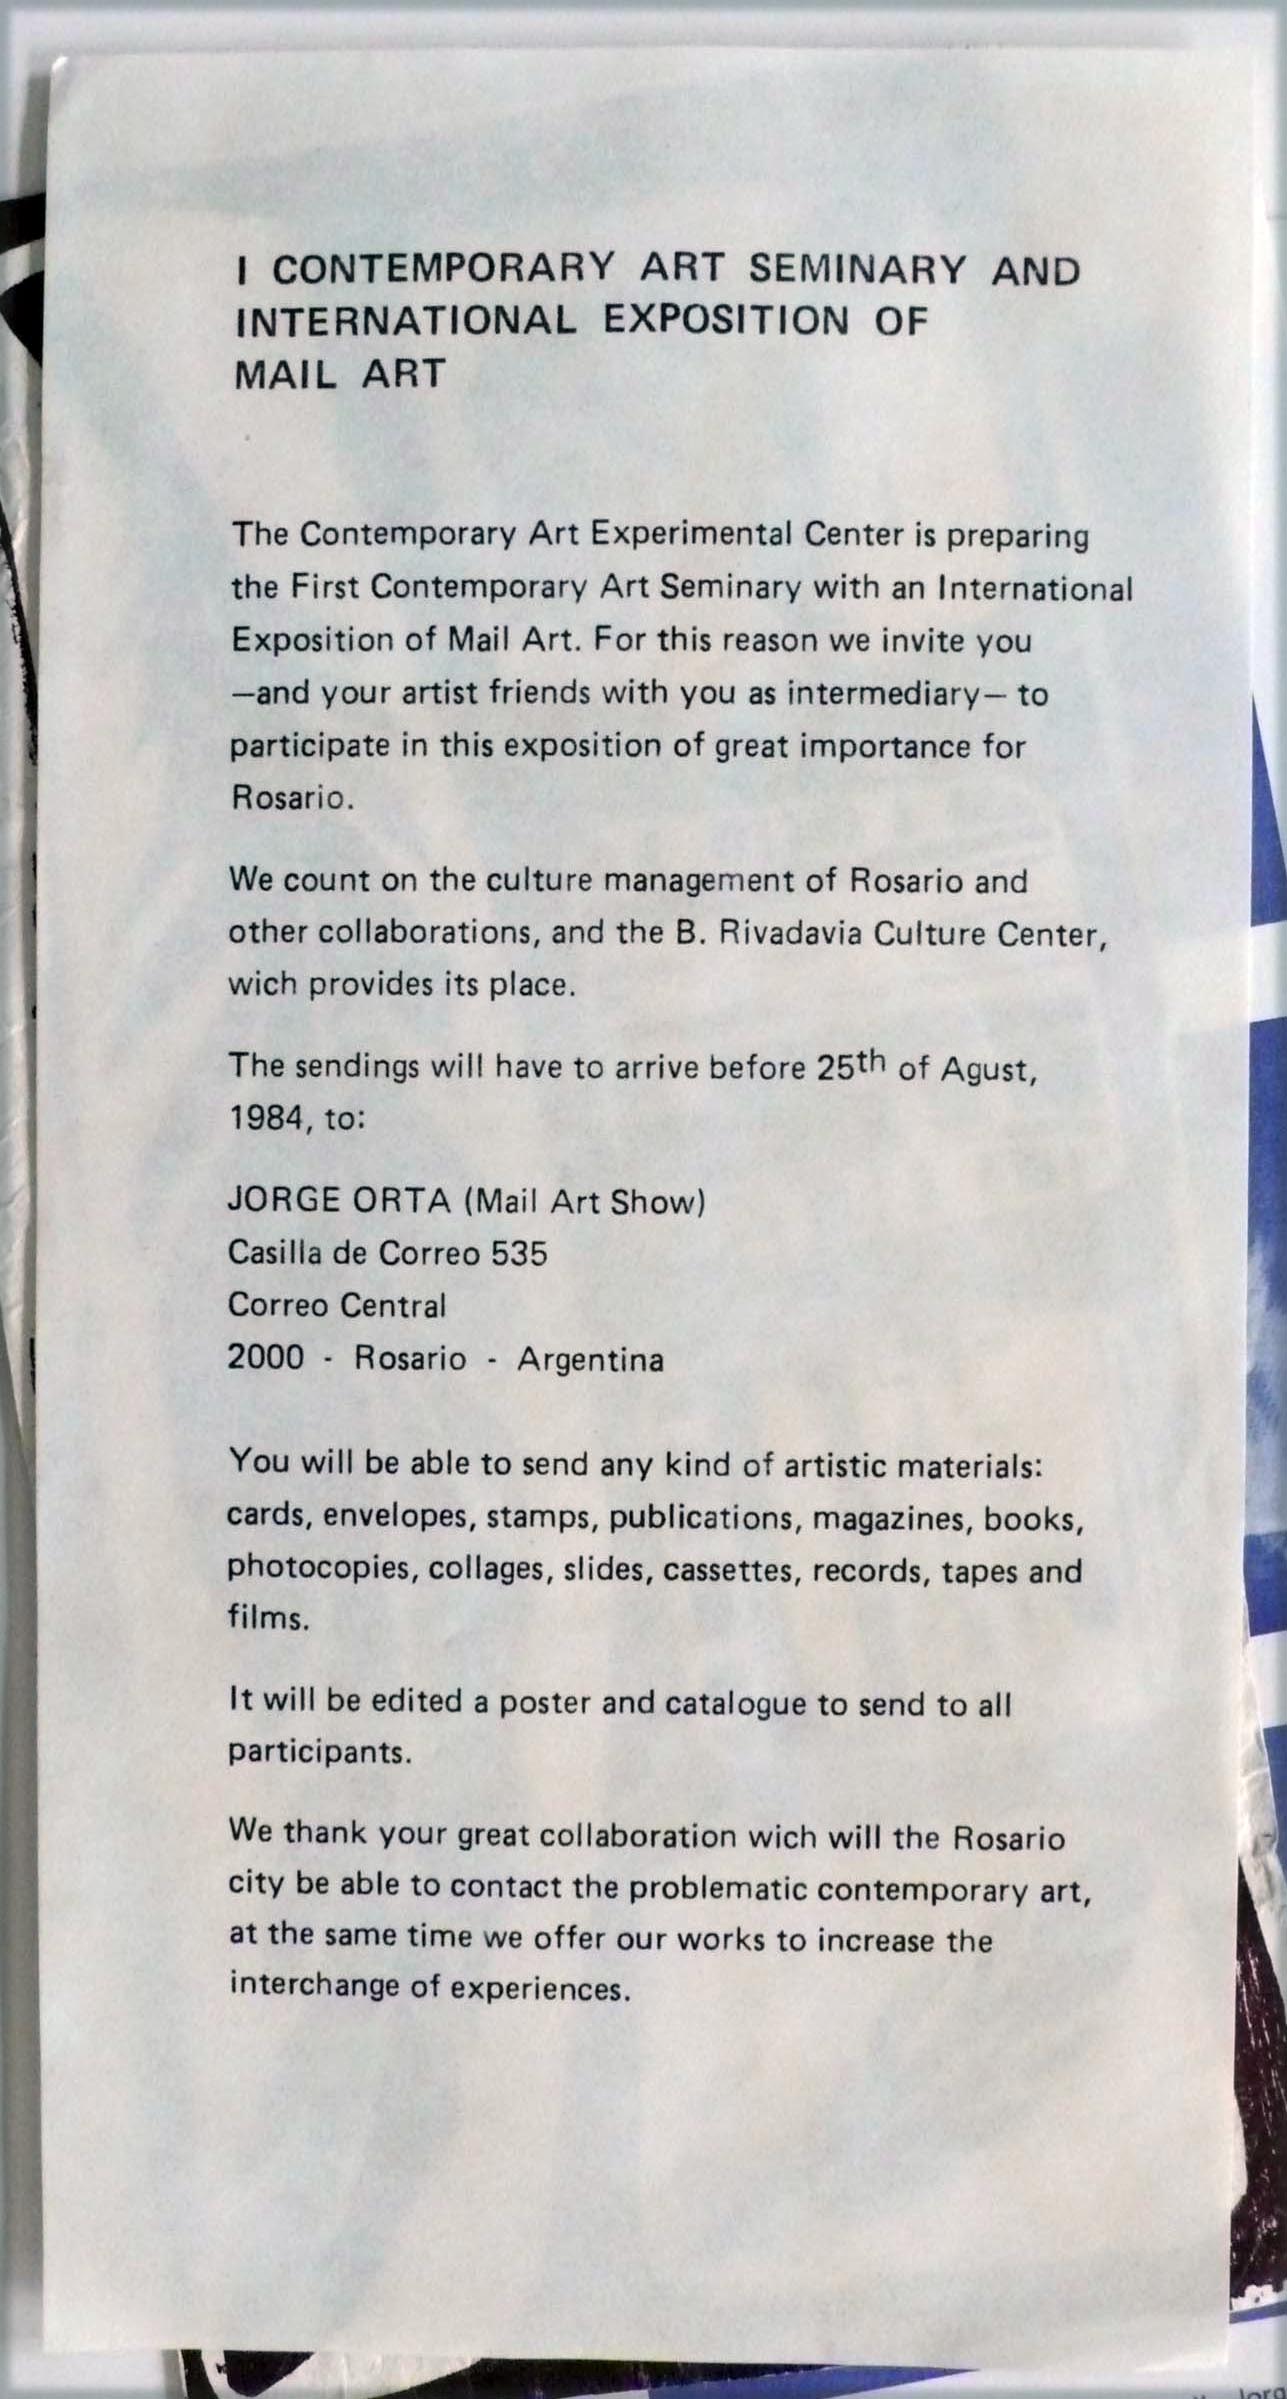 I CONTEMPORARY ART SEMINARY AND
INTERNATIONAL EXPOSITION OF
MAIL ART
The Contemporary Art Experimental Center is preparing
the First Contemporary Art Seminary with an International
Exposition of Mail Art. For this reason we invite you
—and your artist friends with you as intermediary— to
participate in this exposition of great importance for
Rosario.
We count on the culture management of Rosario and
other collaborations, and the B. Rivadavia Culture Center,
wich provides its place.
The sendings will have to arrive before 25th of Agust,
1984, to:
JORGE ORTA (Mail Art Show)
Casilla de Correo 535
Correo Central
2000 - Rosario - Argentina
You will be able to send any kind of artistic materials:
cards, envelopes, stamps, publications, magazines, books,
photocopies, collages, slides, cassettes, records, tapes and
films.
It will be edited a poster and catalogue to send to all
participants.
We thank your great collaboration wich will the Rosario
city be able to contact the problematic contemporary art,
at the same time we offer our works to increase the
interchange of experiences.